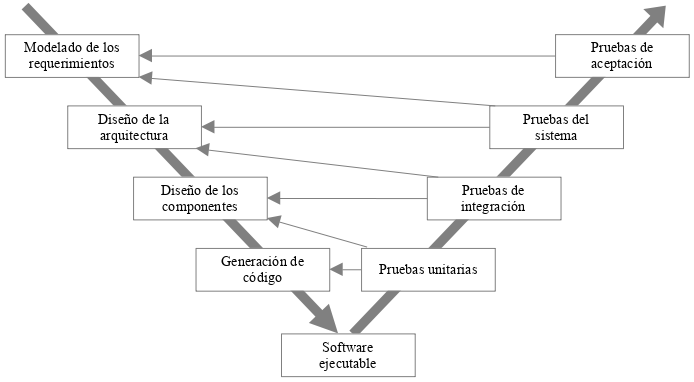 Modelado de los
requerimientos
Pruebas de
aceptación
Diseño de la
arquitectura
Pruebas del
sistema
Diseño de los
componentes
Pruebas de
integración
Generación de
código
Pruebas unitarias
Software
ejecutable